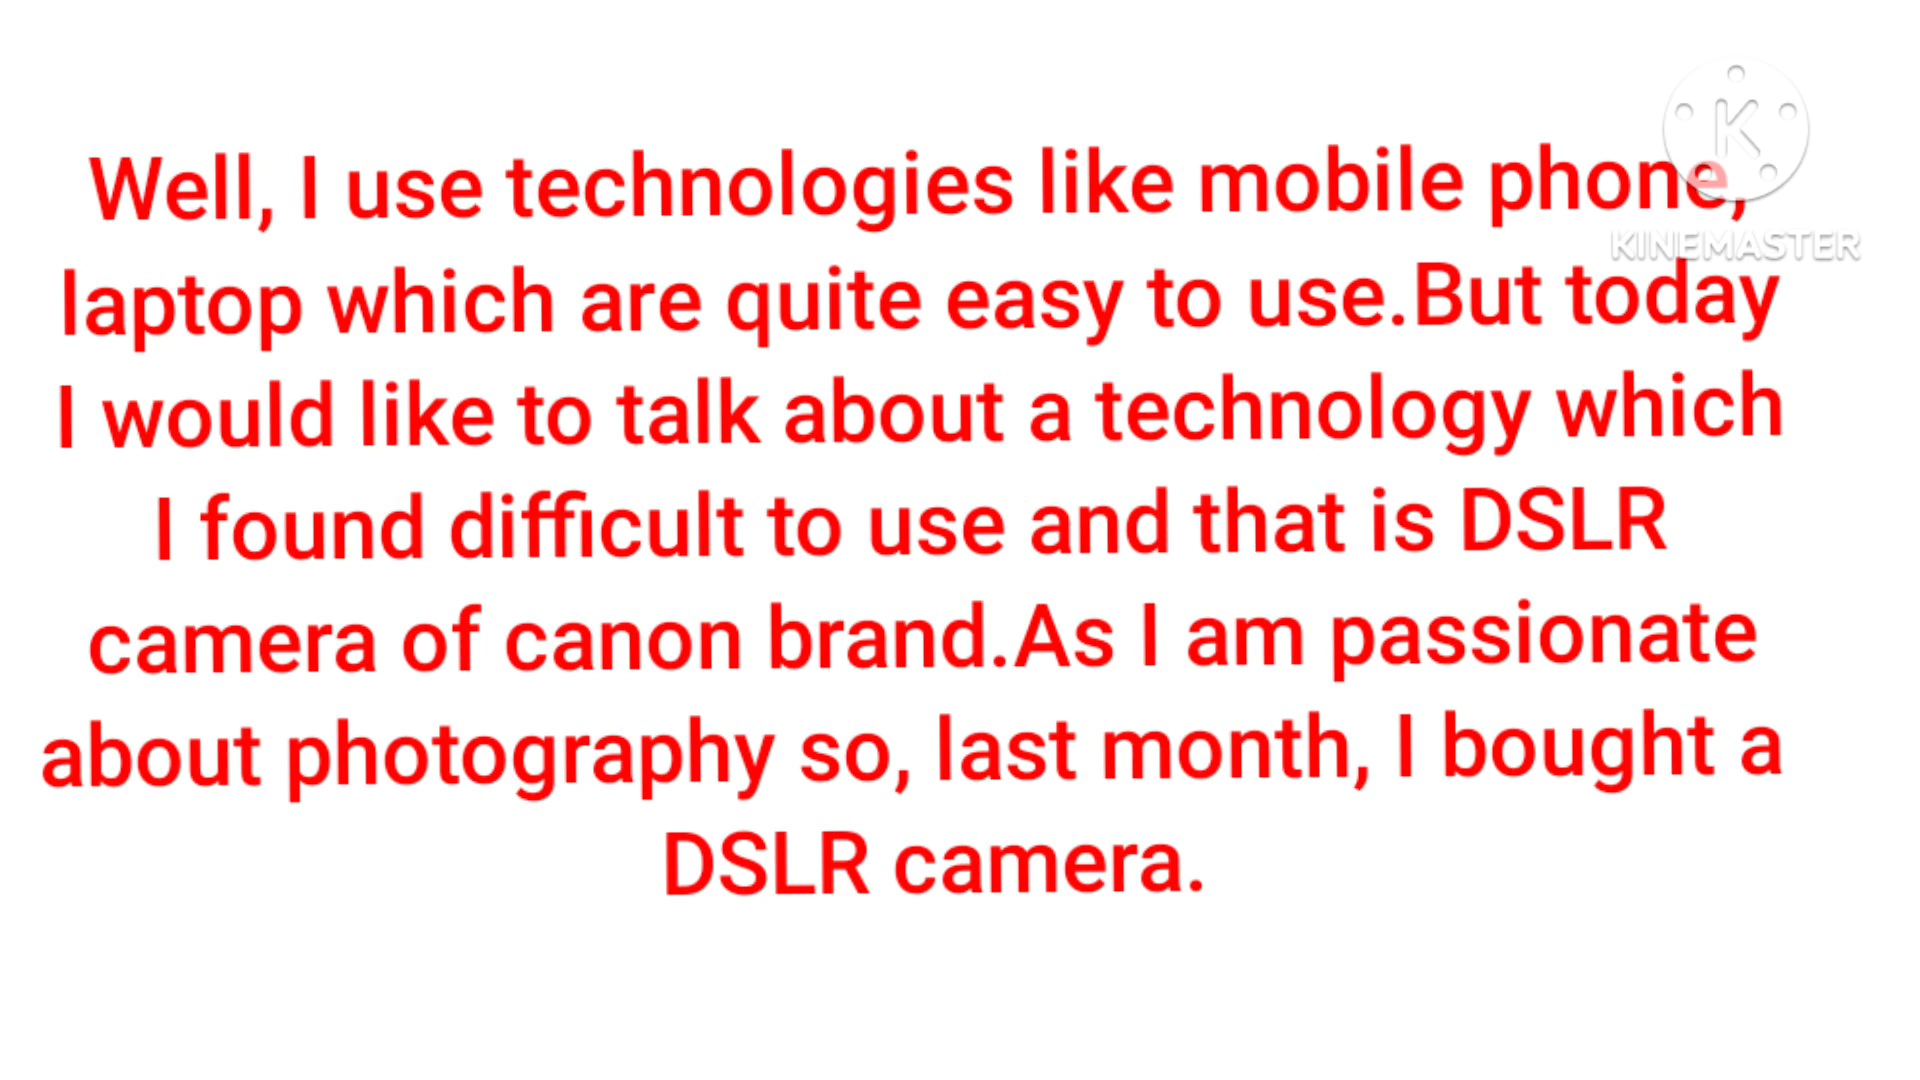 Well, I use technologies like mobile phone,
laptop which are quite easy to use.But today
I would like to talk about a technology which
I found difficult to use and that is DSLR
camera of canon brand.As I am passionate
about photography so, last month, I bought a
DSLR camera.
K
KINEMASTER